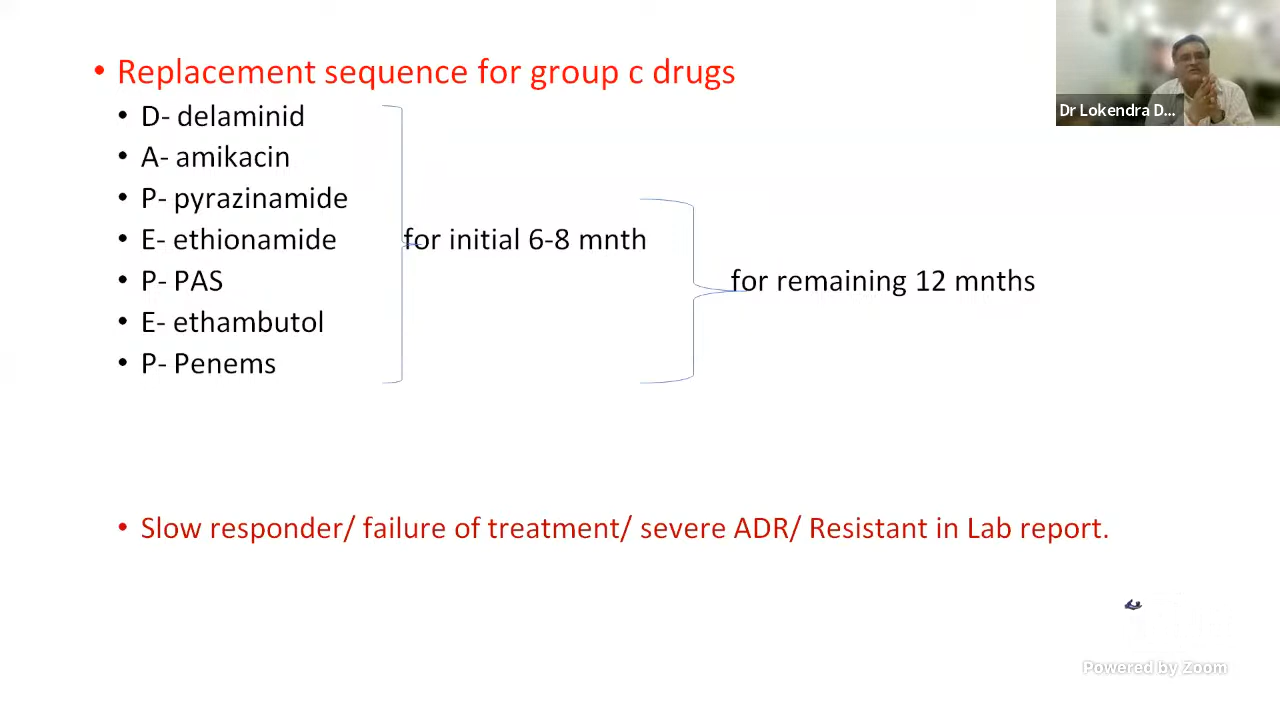 • Replacement sequence for group c drugs
• D- delaminid
• A- amikacin
• P- pyrazinamide
• E- ethionamide
for initial 6-8 mnth
• P- PAS
for remaining 12 mnths
• E- ethambutol
• P- Penems
• Slow responder/ failure of treatment/ severe ADR/ Resistant in Lab report.
Dr Lokendra D...
Powered by Zoom